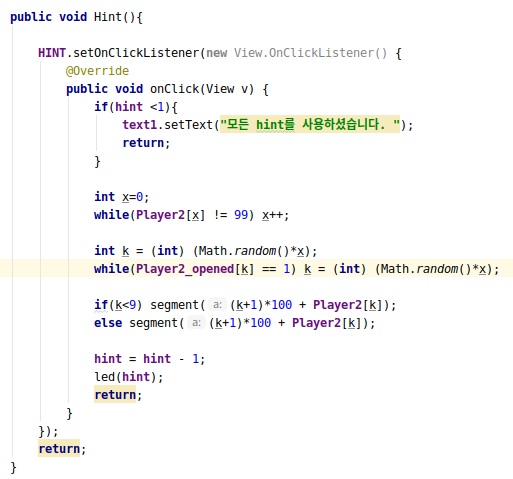 public void Hint(){
HINT.setOnClickListener(new View.OnClickListener() {
@Override
public void onClick(View v) {
if(hint <1){
text1.setText("모든 hint를 사용하셨습니다. ");
return;
}
int x=0;
while(Player2[x] != 99) x++;
int k = (int) (Math.random()*x);
while(Player2_opened[k] == 1) k = (int) (Math.random()*x);
if(k<9) segment( a: (k+1)*100 + Player2[k]);
else segment( a: (k+1)*100 + Player2[k]);
hint = hint - 1;
led(hint);
return;
}
});
return;
}